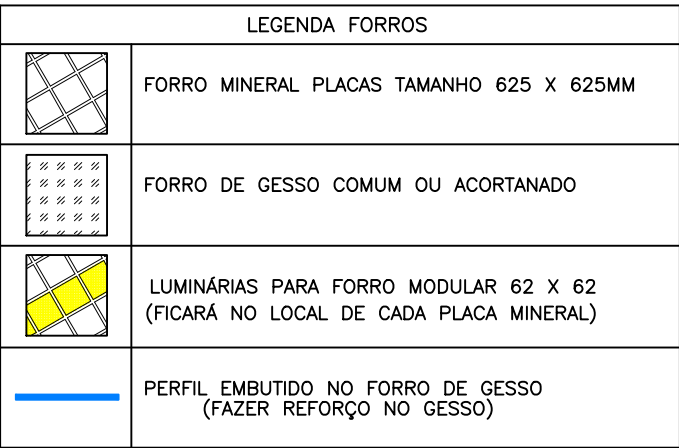 LEGENDA FORROS
FORRO MINERAL PLACAS TAMANHO 625 X 625MM
FORRO DE GESSO COMUM OU ACORTANADO
LUMINÁRIAS PARA FORRO MODULAR 62 X 62
(FICARÁ NO LOCAL DE CADA PLACA MINERAL)
PERFIL EMBUTIDO NO FORRO DE GESSO
(FAZER REFORÇO NO GESSO)